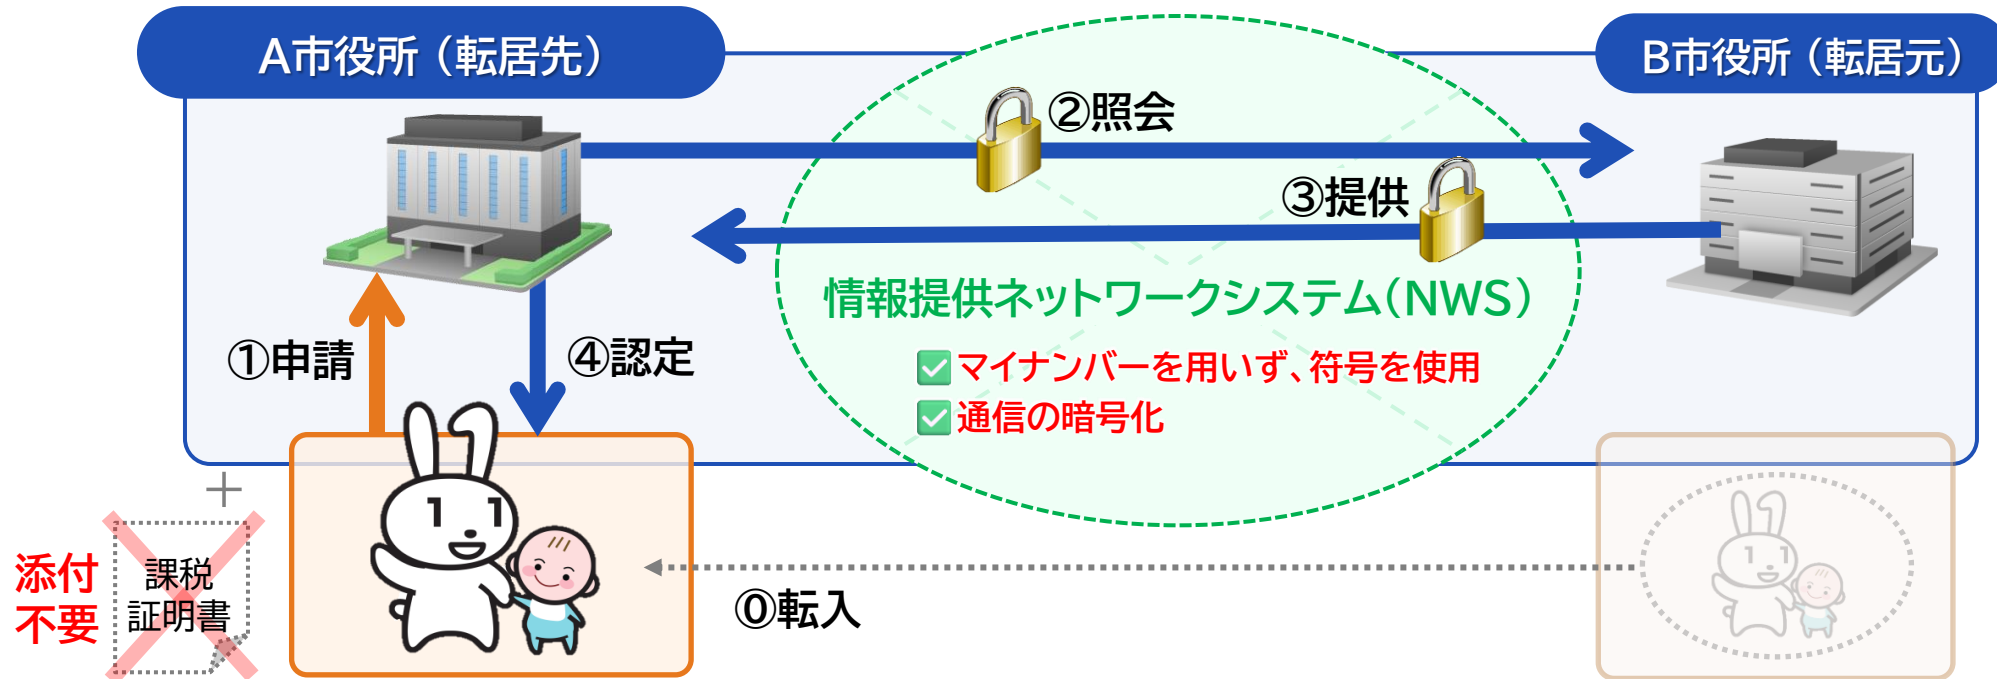 A市役所（転居先）
B市役所（転居元）
②照会
③提供
情報提供ネットワークシステム（NWS）
✅マイナンバーを用いず、符号を使用
✅通信の暗号化
①申請
④認定
＋
添付
不要
課税
証明書
⓪転入